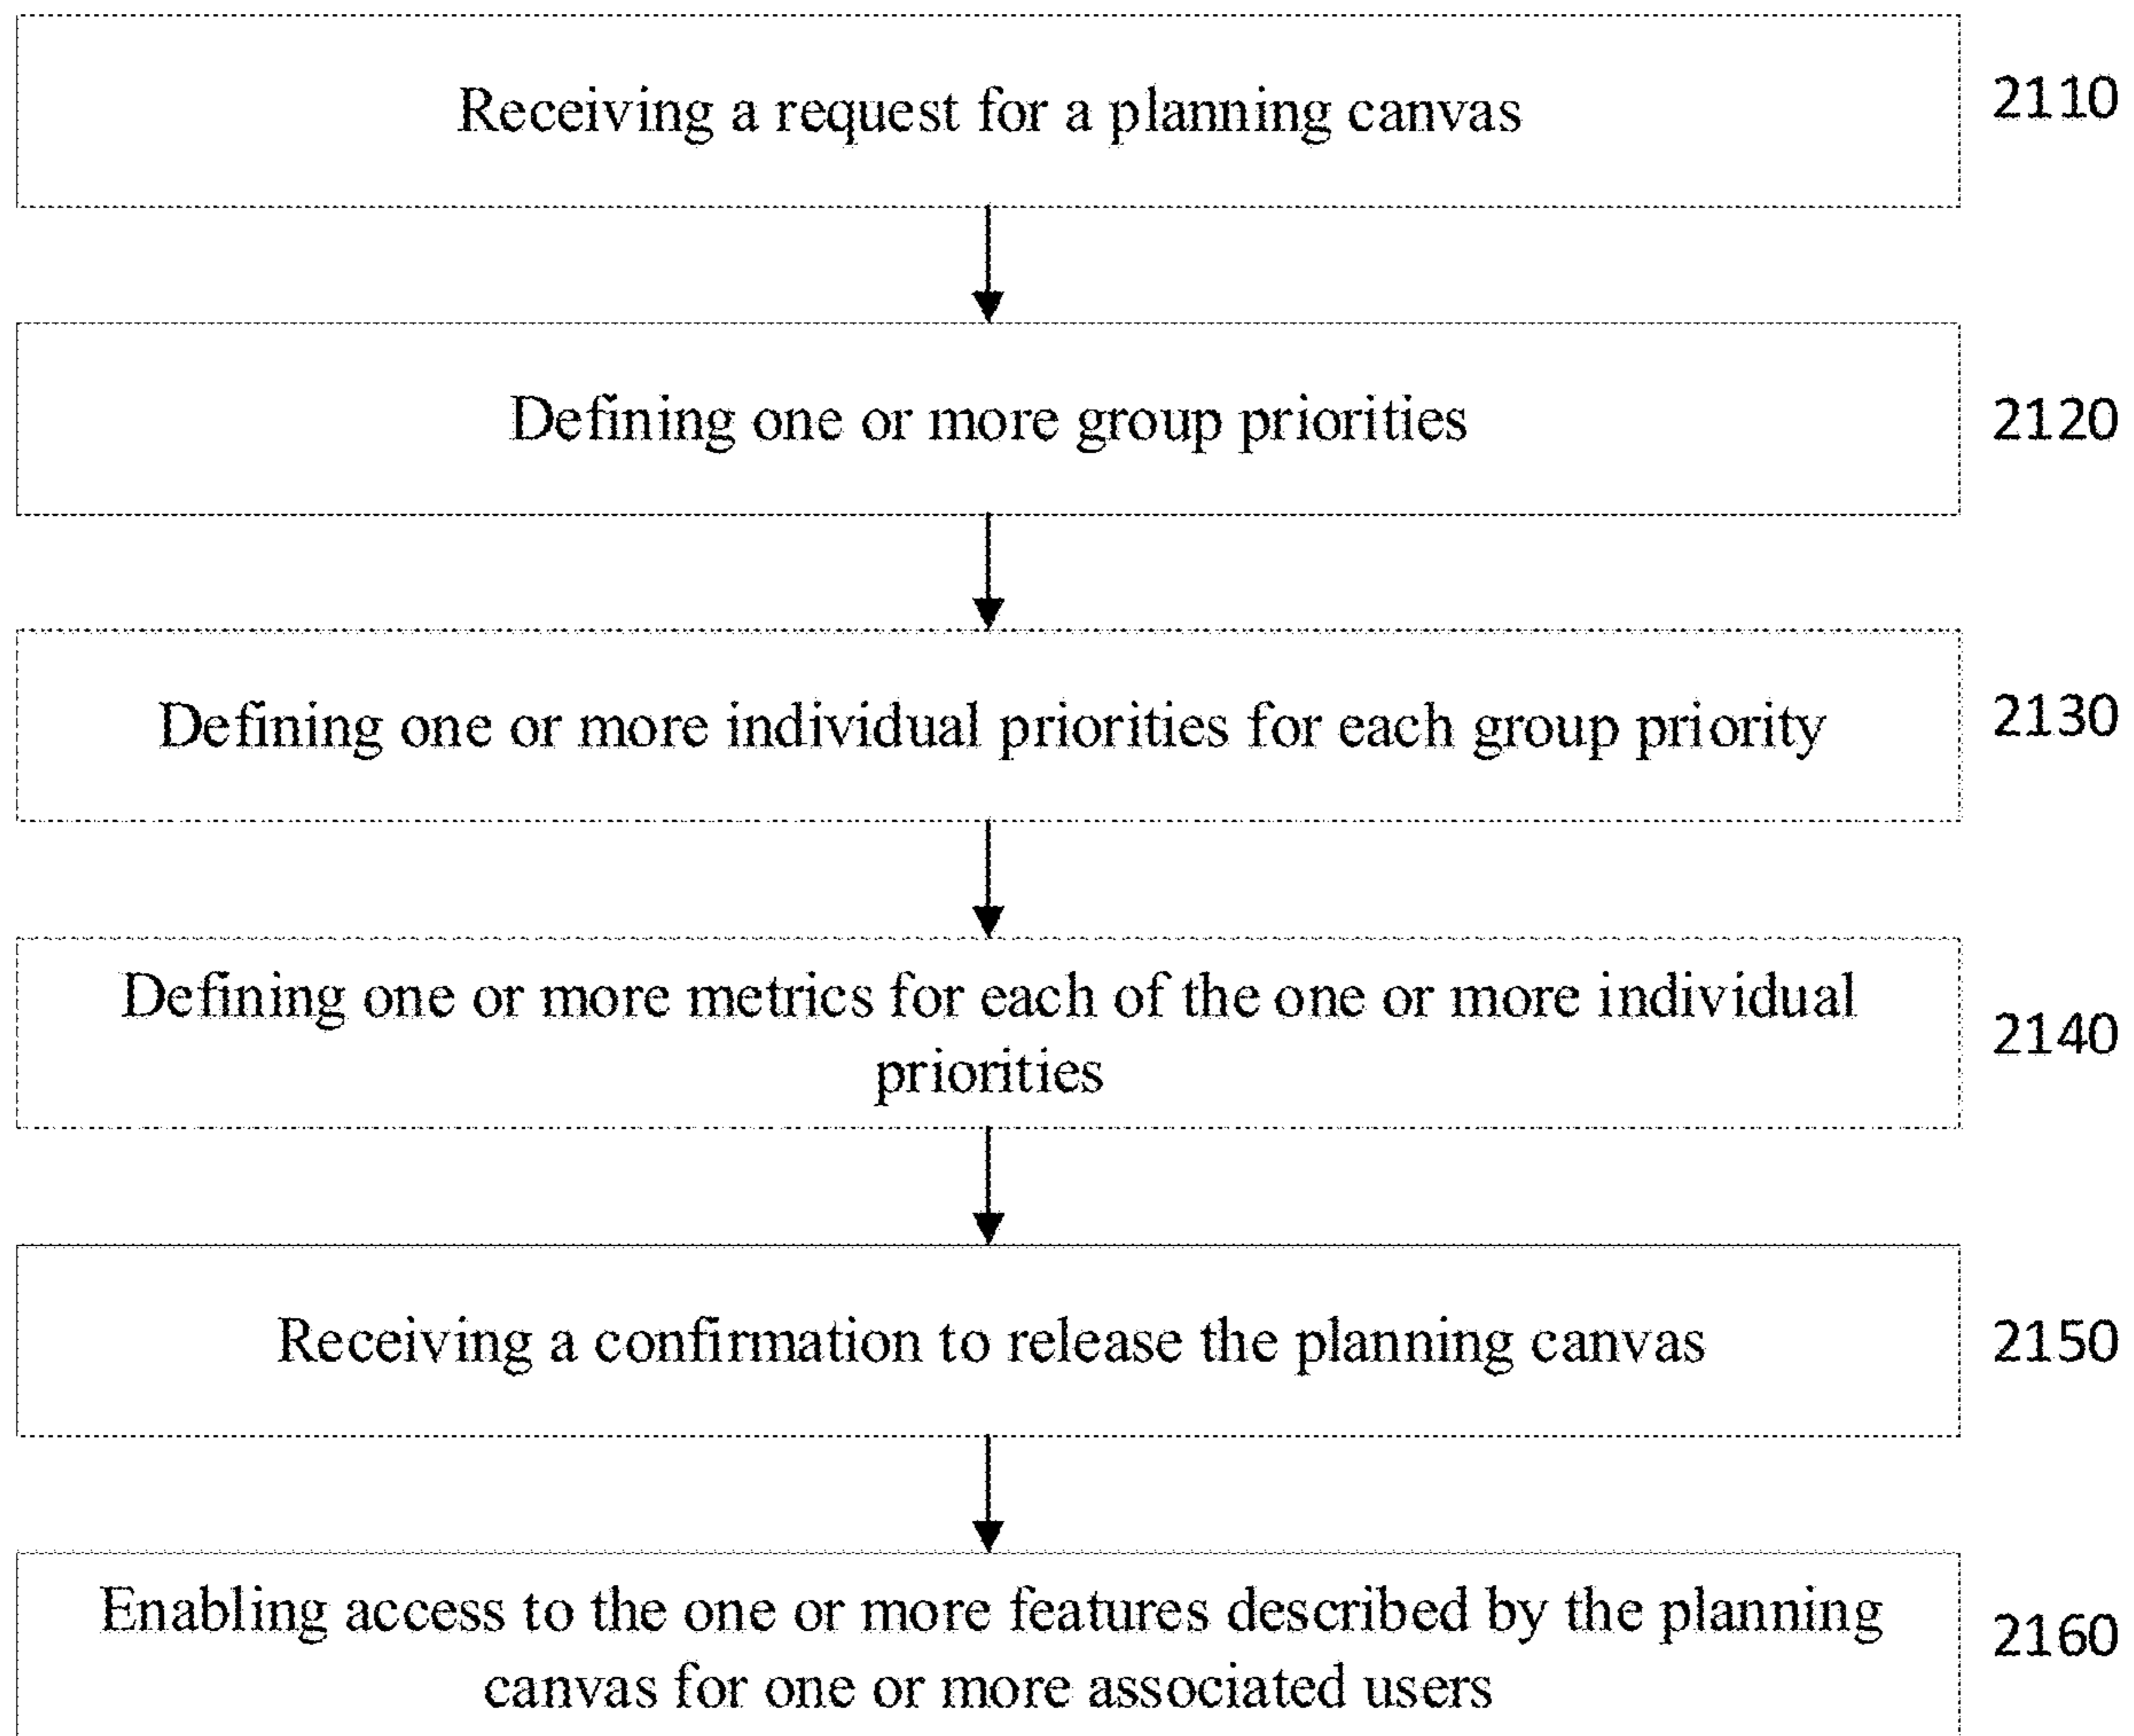 Receiving a request for a planning canvas
2110
Defining one or more group priorities
2120
Defining one or more individual priorities for each group priority
2130
Defining one or more metrics for each of the one or more individual
priorities
2140
Receiving a confirmation to release the planning canvas
2150
Enabling access to the one or more features described by the planning
canvas for one or more associated users
2160